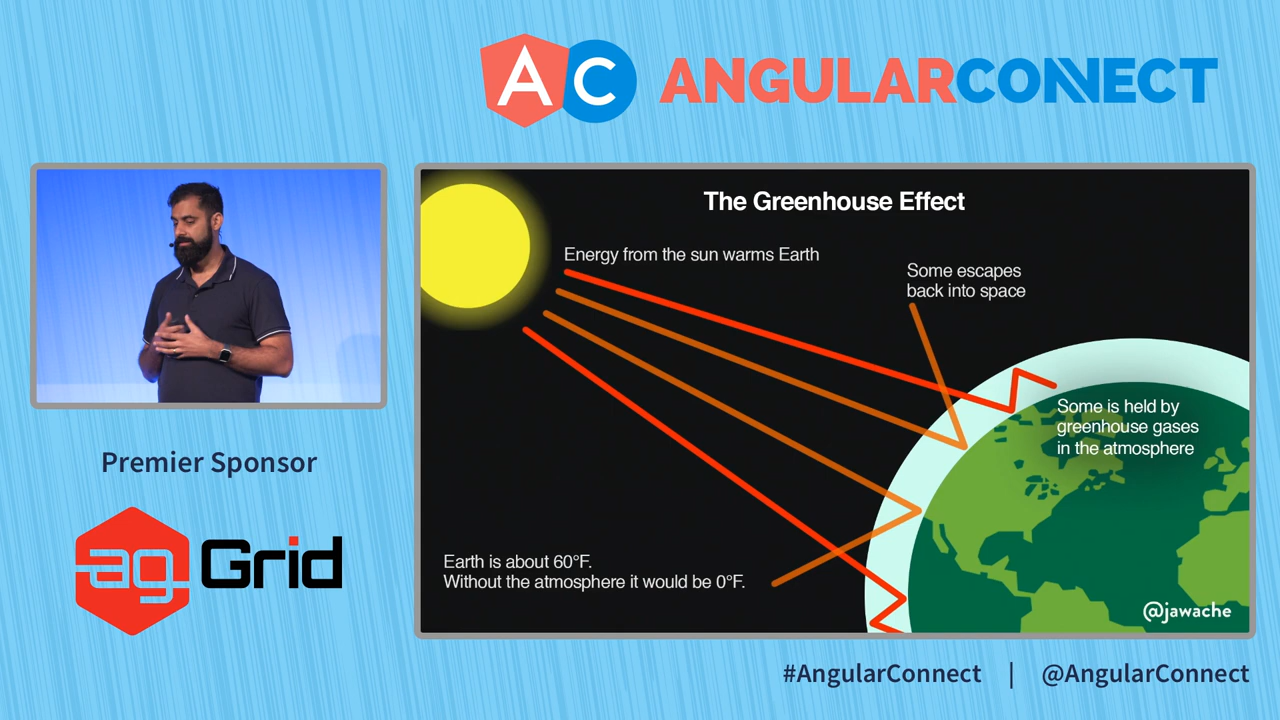 AC ANGULARCONNECT
The Greenhouse Effect
Energy from the sun warms Earth
Some escapes
back into space
Some is held by
greenhouse gases
in the atmosphere
Earth is about 60°F.
Without the atmosphere it would be 0°F.
@jawache
Premier Sponsor
ag Grid
#AngularConnect | @AngularConnect